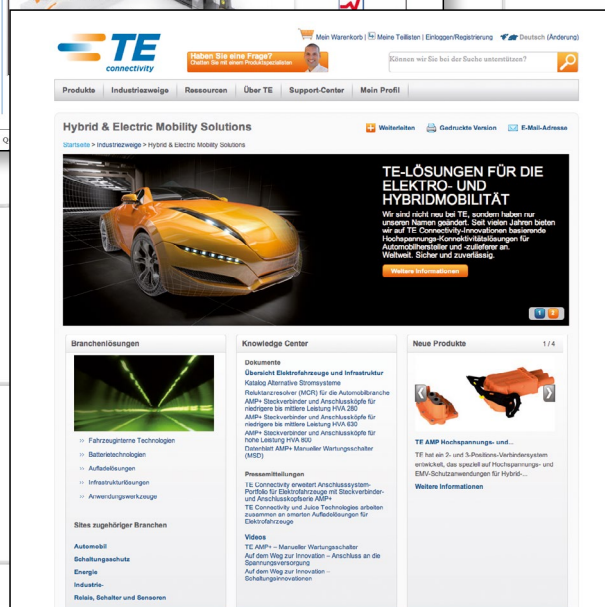 Mein Warenkorb | Meine Teillisten | Einloggen/Registrierung Deutsch (Änderung)
TE
connectivity
Haben Sie eine Frage?
Chatten Sie mit einem Produktspezialisten
Können wir Sie bei der Suche unterstützen?
Produkte Industriezweige Ressourcen Über TE Support-Center Mein Profil
Hybrid & Electric Mobility Solutions
Weiterleiten Gedruckte Version E-Mail-Adresse
Startseite > Industriezweige > Hybrid & Electric Mobility Solutions
TE-LÖSUNGEN FÜR DIE
ELEKTRO- UND
HYBRIDMOBILITÄT
Wir sind nicht neu bei TE, sondern haben nur
unseren Namen geändert. Seit vielen Jahren bieten
wir auf TE Connectivity-Innovationen basierende
Hochspannungs-Konnektivitätslösungen für
Automobilhersteller und -zulieferer an.
Weltweit. Sicher und zuverlässig.
Weitere Informationen
1 2
Branchenlösungen
» Fahrzeuginterne Technologien
» Batterietechnologien
» Aufladelösungen
» Infrastrukturlösungen
» Anwendungswerkzeuge
Sites zugehöriger Branchen
Automobil
Schaltungsschutz
Energie
Industrie-
Relais, Schalter und Sensoren
Knowledge Center
Dokumente
Übersicht Elektrofahrzeuge und Infrastruktur
Katalog Alternative Stromsysteme
Reluktanzresolver (MCR) für die Automobilbranche
AMP+ Steckverbinder und Anschlussköpfe für
niedrigere bis mittlere Leistung HVA 280
AMP+ Steckverbinder und Anschlussköpfe für
niedrigere bis mittlere Leistung HVA 630
AMP+ Steckverbinder und Anschlussköpfe für
hohe Leistung HVA 800
Datenblatt AMP+ Manueller Wartungsschalter
(MSD)
Pressemitteilungen
TE Connectivity erweitert Anschlusssystem-
Portfolio für Elektrofahrzeuge mit Steckverbinder-
und Anschlusskopfserie AMP+
TE Connectivity und Juice Technologies arbeiten
zusammen an smarten Aufladelösungen für
Elektrofahrzeuge
Videos
TE AMP+ – Manueller Wartungsschalter
Auf dem Weg zur Innovation – Anschluss an die
Spannungsversorgung
Auf dem Weg zur Innovation –
Schaltungsinnovationen
Neue Produkte 1/4
TE AMP Hochspannungs- und...
TE hat ein 2- und 3-Positions-Verbindersystem
entwickelt, das speziell auf Hochspannungs- und
EMV-Schutzanwendungen für Hybrid-...
Weitere Informationen